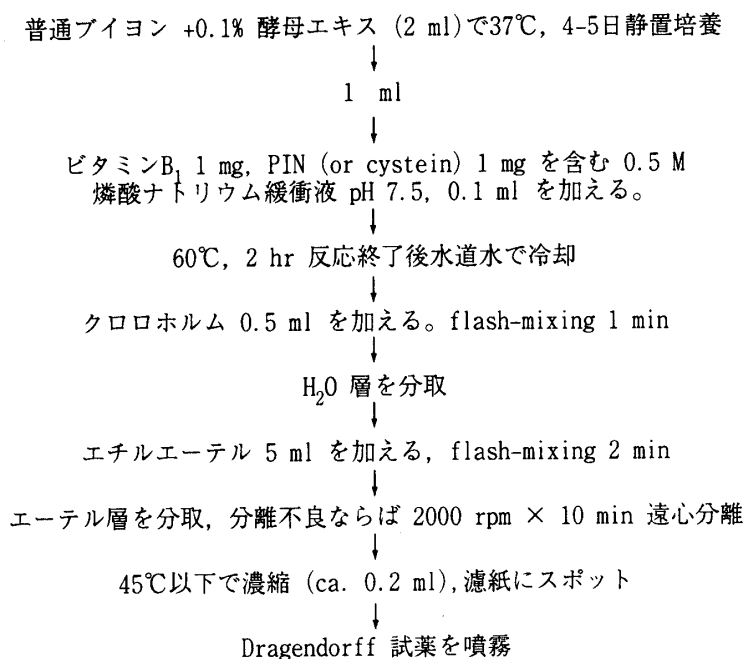 普通ブイヨン +0.1% 酵母エキス (2 ml)で37℃, 4-5日静置培養
↓
1 ml
↓
ビタミンB₁ 1 mg, PIN (or cystein) 1 mg を含む 0.5 M
燐酸ナトリウム緩衝液 pH 7.5, 0.1 ml を加える。
↓
60℃, 2 hr 反応終了後水道水で冷却
↓
クロロホルム 0.5 ml を加える。flash-mixing 1 min
↓
H₂O 層を分取
↓
エチルエーテル 5 ml を加える, flash-mixing 2 min
↓
エーテル層を分取, 分離不良ならば 2000 rpm × 10 min 遠心分離
↓
45℃以下で濃縮 (ca. 0.2 ml),濾紙にスポット
↓
Dragendorff 試薬を噴霧